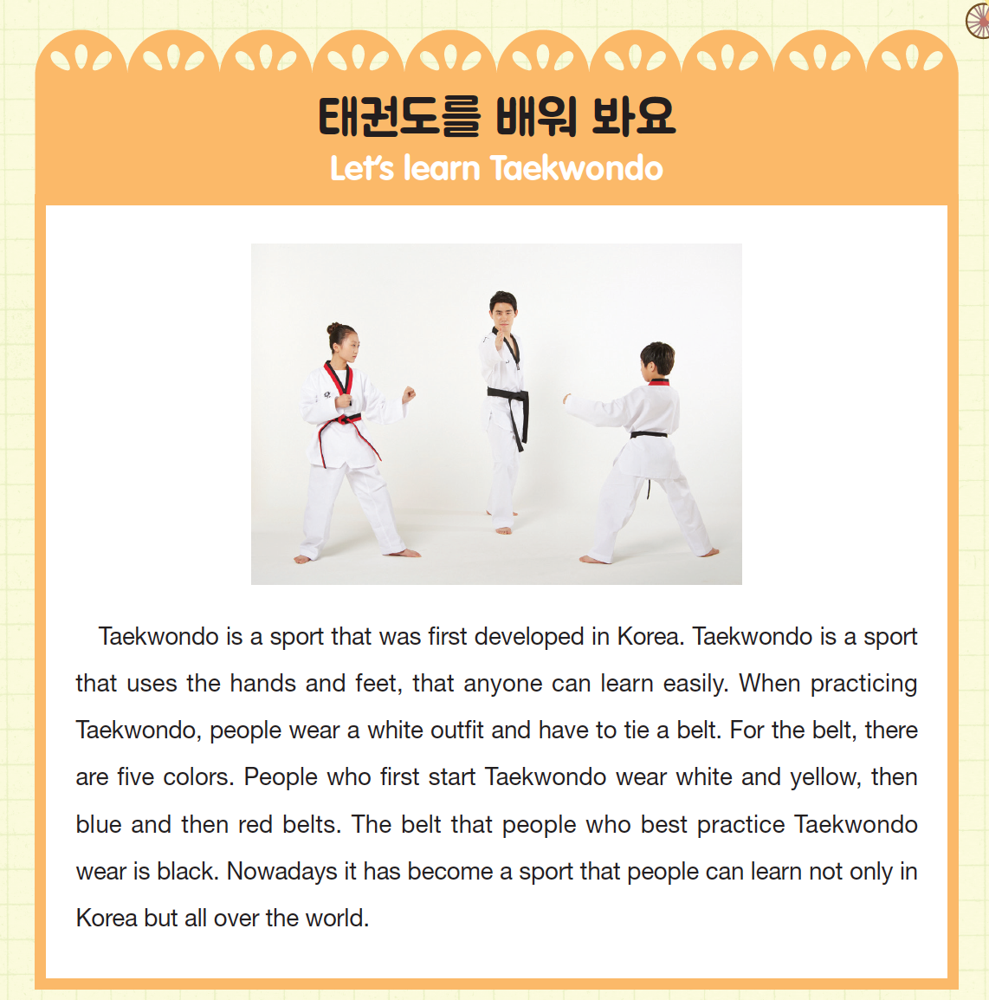 태권도를 배워 봐요
Let's learn Taekwondo
Taekwondo is a sport that was first developed in Korea. Taekwondo is a sport
that uses the hands and feet, that anyone can learn easily. When practicing
Taekwondo, people wear a white outfit and have to tie a belt. For the belt, there
are five colors. People who first start Taekwondo wear white and yellow, then
blue and then red belts. The belt that people who best practice Taekwondo
wear is black. Nowadays it has become a sport that people can learn not only in
Korea but all over the world.